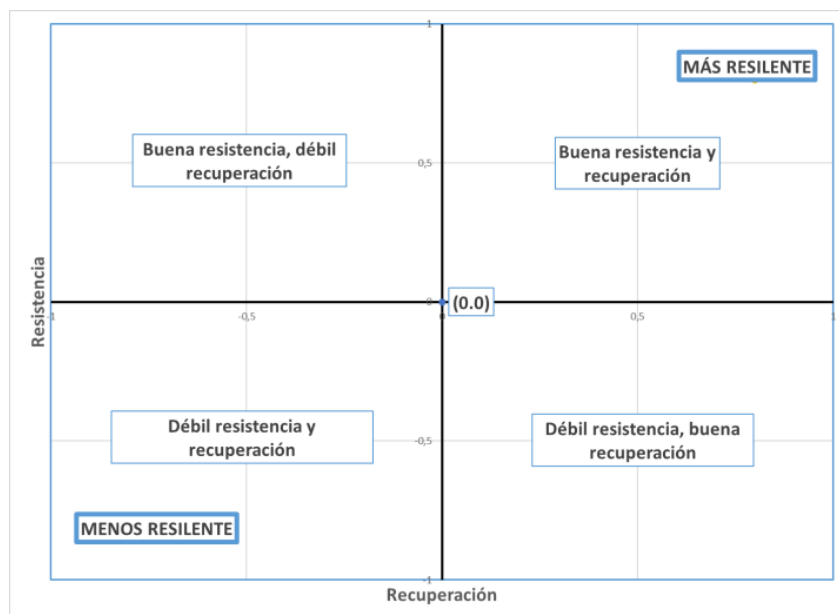 1
MÁS RESILENTE
Buena resistencia, débil
recuperación
Buena resistencia y
recuperación
0,5
Resistencia
0
(0.0)
-1
-0,5
0
0,5
1
Débil resistencia y
recuperación
Débil resistencia, buena
recuperación
-0,5
MENOS RESILENTE
-1
Recuperación